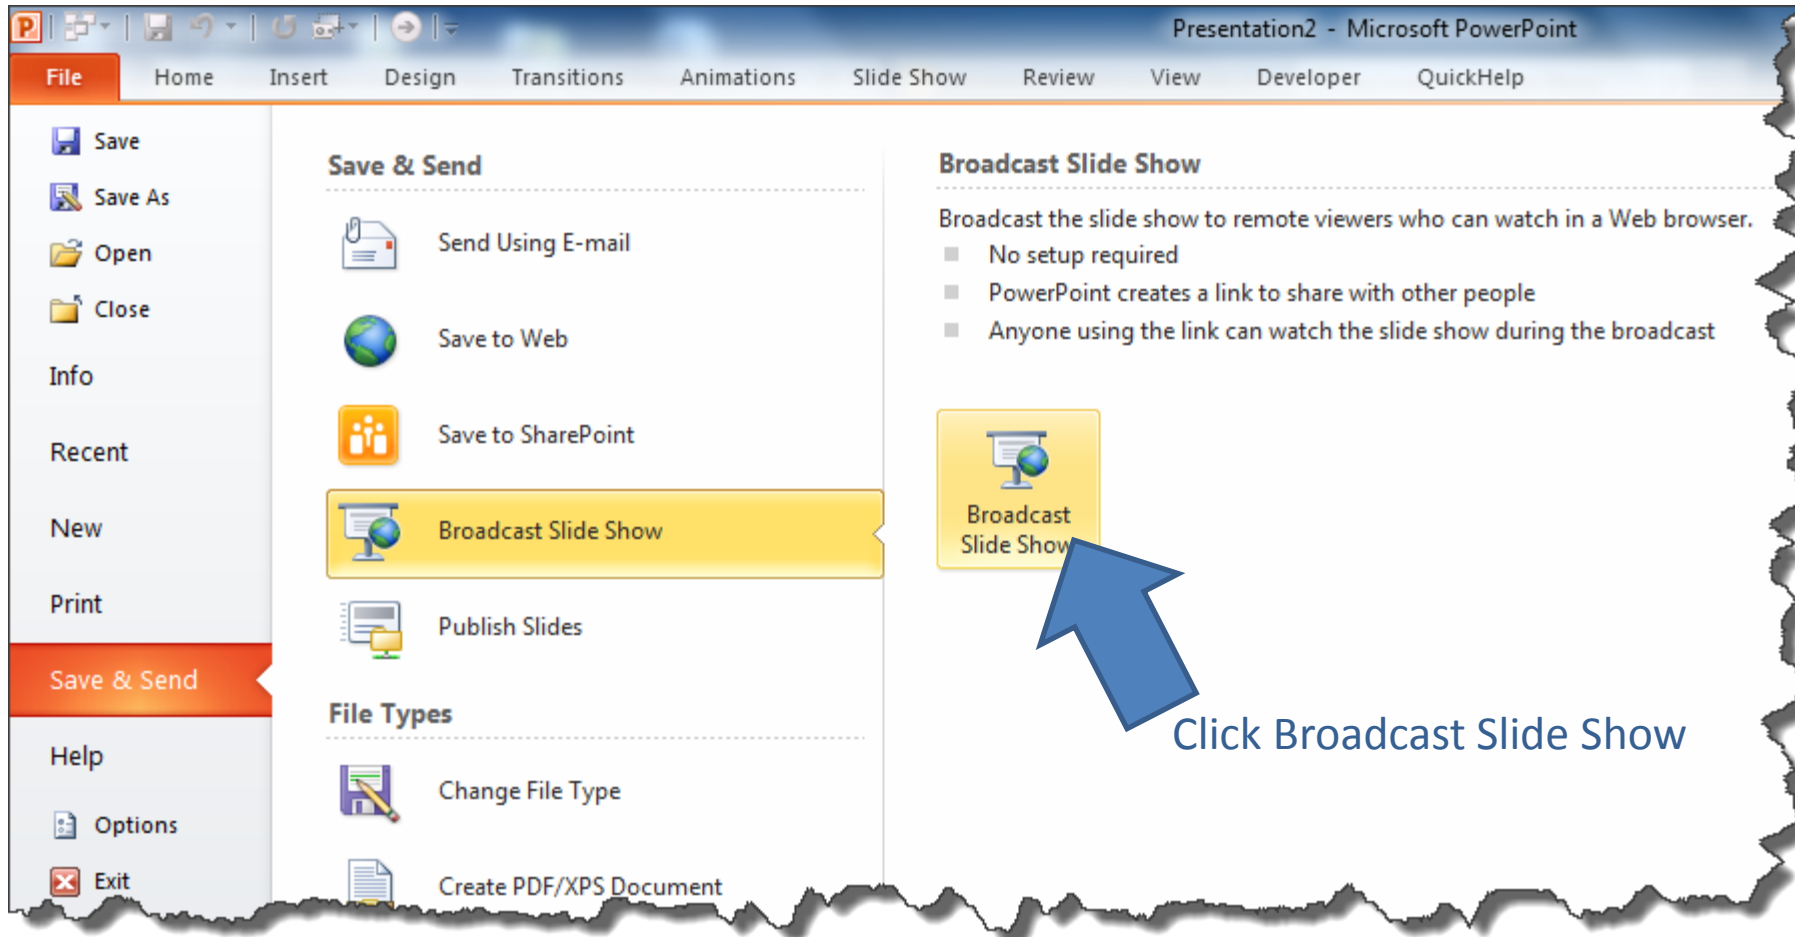 Presentation2 - Microsoft PowerPoint
File Home Insert Design Transitions Animations Slide Show Review View Developer QuickHelp
Save
Save As
Open
Close
Info
Recent
New
Print
Save & Send
Help
Options
Exit
Save & Send
Send Using E-mail
Save to Web
Save to SharePoint
Broadcast Slide Show
Publish Slides
File Types
Change File Type
Create PDF/XPS Document
Broadcast Slide Show
Broadcast the slide show to remote viewers who can watch in a Web browser.
No setup required
PowerPoint creates a link to share with other people
Anyone using the link can watch the slide show during the broadcast
Broadcast
Slide Show
Click Broadcast Slide Show